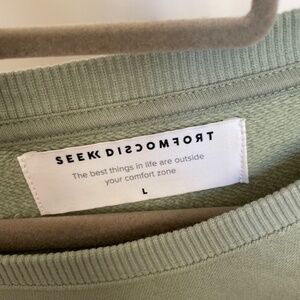 SEEK DISCOMFORT
The best things in life are outside
your comfort zone
L